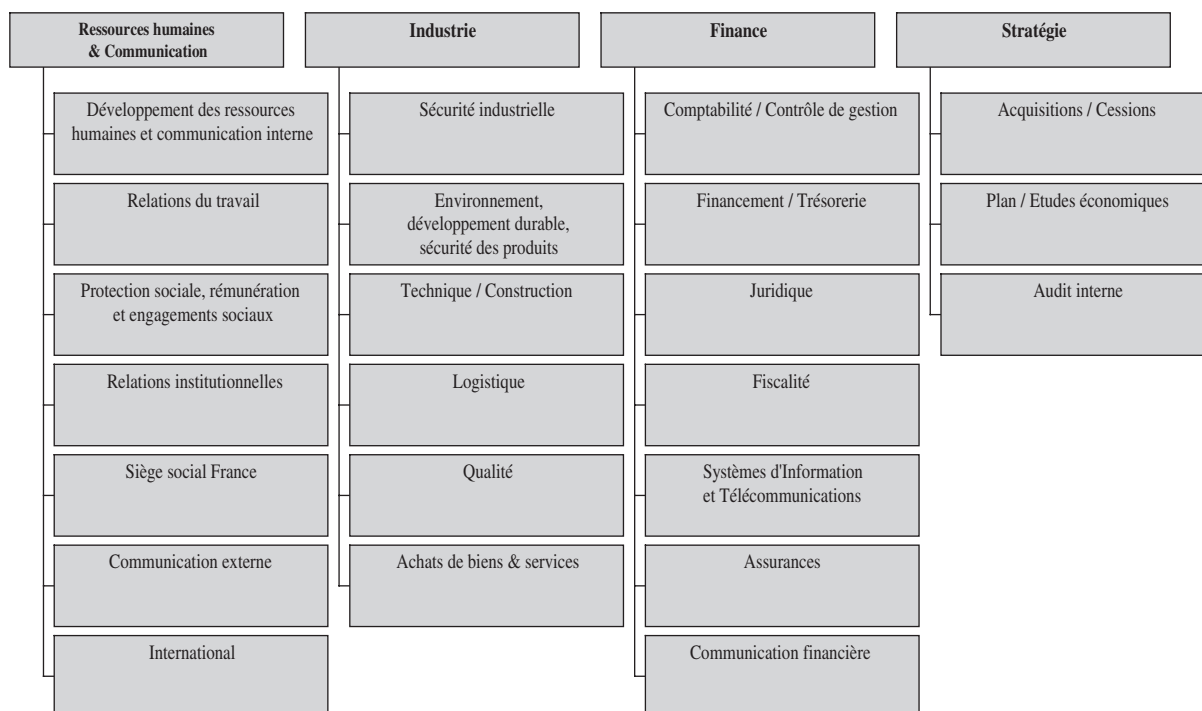 Ressources humaines
& Communication
Développement des ressources
humaines et communication interne
Relations du travail
Protection sociale, rémunération
et engagements sociaux
Relations institutionnelles
Siège social France
Communication externe
International
Industrie
Sécurité industrielle
Environnement,
développement durable,
sécurité des produits
Technique / Construction
Logistique
Qualité
Achats de biens & services
Finance
Comptabilité / Contrôle de gestion
Financement / Trésorerie
Juridique
Fiscalité
Systèmes d'Information
et Télécommunications
Assurances
Communication financière
Stratégie
Acquisitions / Cessions
Plan / Etudes économiques
Audit interne